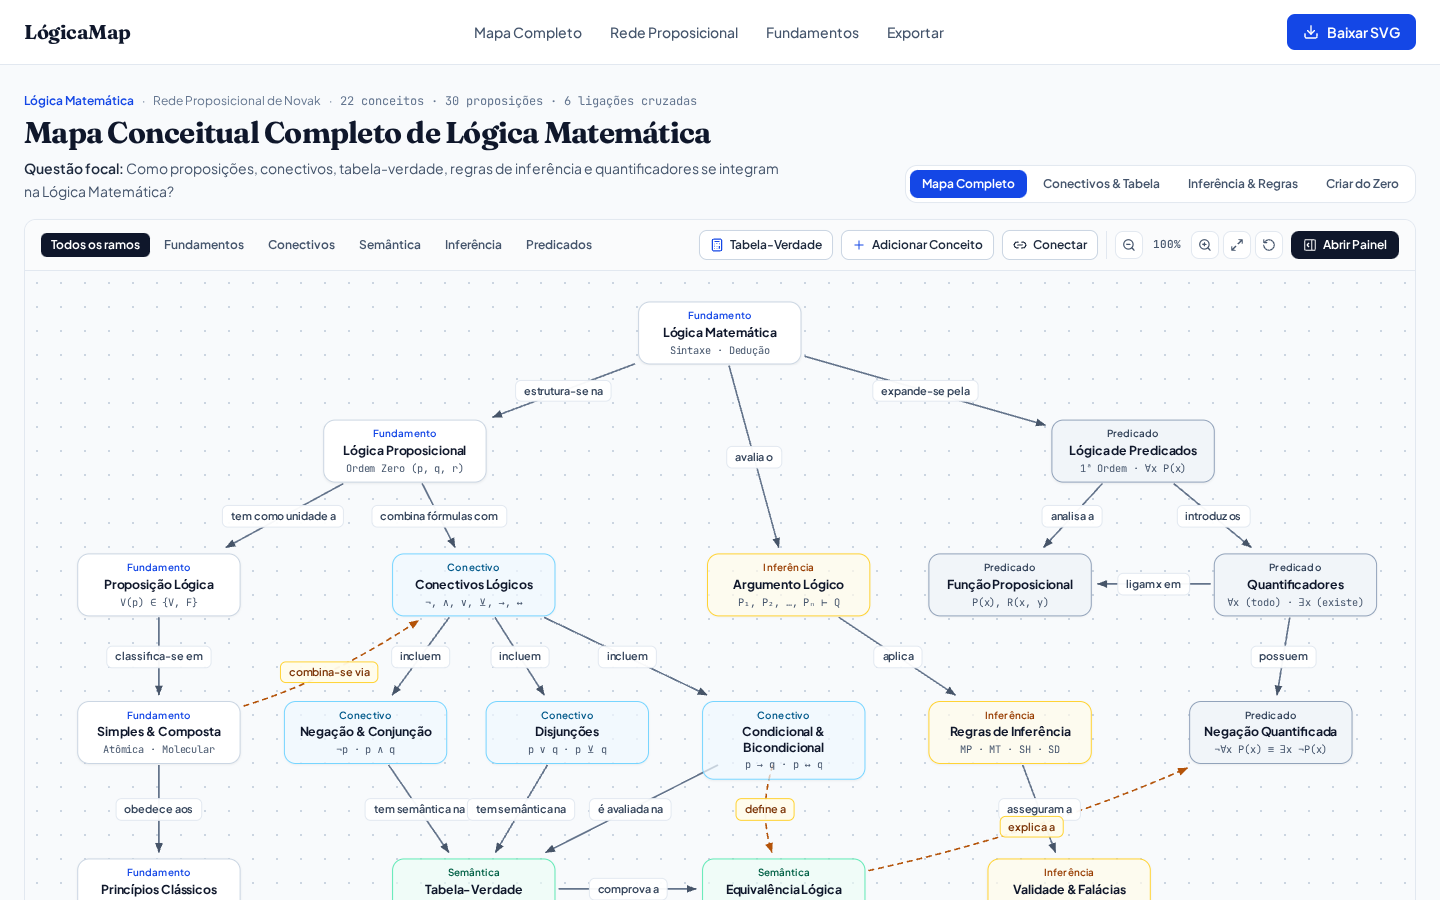 LógicaMap
Mapa Completo
Rede Proposicional
Fundamentos
Exportar
Baixar SVG
Lógica Matemática · Rede Proposicional de Novak · 22 conceitos · 30 proposições · 6 ligações cruzadas
Mapa Conceitual Completo de Lógica Matemática
Questão focal: Como proposições, conectivos, tabela-verdade, regras de inferência e quantificadores se integram
na Lógica Matemática?
Mapa Completo
Conectivos & Tabela
Inferência & Regras
Criar do Zero
Todos os ramos
Fundamentos
Conectivos
Semântica
Inferência
Predicados
Tabela-Verdade
Adicionar Conceito
Conectar
100%
Abrir Painel
Fundamento
Lógica Matemática
Sintaxe · Dedução
estrutura-se na
expande-se pela
Fundamento
Lógica Proposicional
Ordem Zero (p, q, r)
avalia o
Predicado
Lógica de Predicados
1ª Ordem · ∀x P(x)
tem como unidade a
combina fórmulas com
analisa a
introduz os
Fundamento
Proposição Lógica
V(p) ∈ {V, F}
Conectivo
Conectivos Lógicos
¬, ∧, ∨, ⊻, →, ↔
Inferência
Argumento Lógico
P₁, P₂, …, Pₙ ⊢ Q
Predicado
Função Proposicional
P(x), R(x, y)
ligam x em
Predicado
Quantificadores
∀x (todo) · ∃x (existe)
classifica-se em
combina-se via
incluem
incluem
incluem
aplica
possuem
Fundamento
Simples & Composta
Atômica · Molecular
Conectivo
Negação & Conjunção
¬p · p ∧ q
Conectivo
Disjunções
p ∨ q · p ⊻ q
Conectivo
Condicional &
Bicondicional
p → q · p ↔ q
Inferência
Regras de Inferência
MP · MT · SH · SD
Predicado
Negação Quantificada
¬∀x P(x) ≡ ∃x ¬P(x)
obedece aos
tem semântica na
tem semântica na
é avaliada na
define a
asseguram a
explica a
Fundamento
Princípios Clássicos
Semântica
Tabela-Verdade
comprova a
Semântica
Equivalência Lógica
Inferência
Validade & Falácias